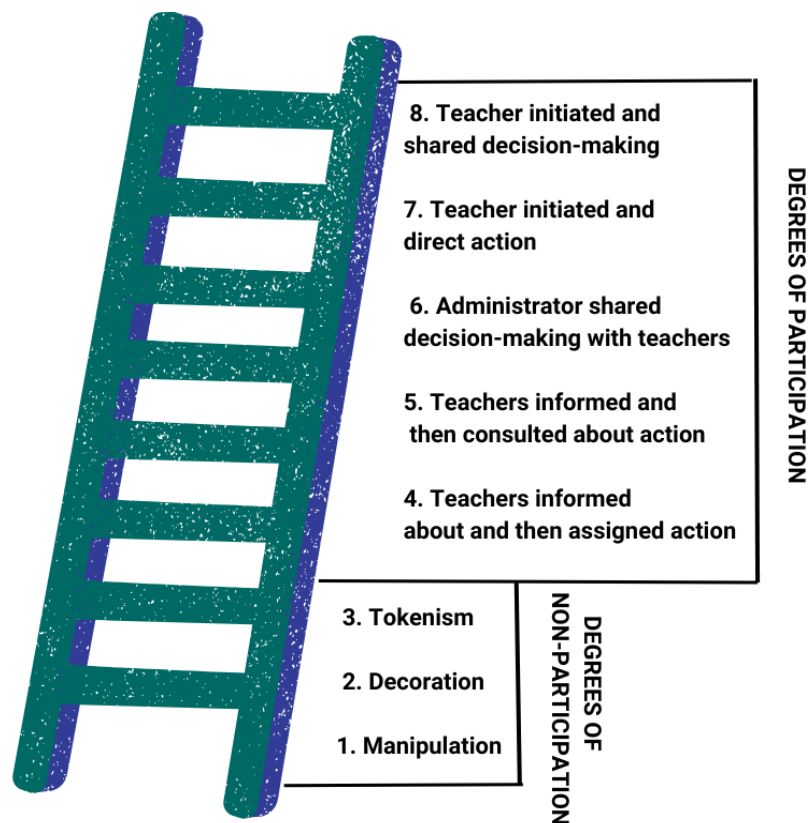 8. Teacher initiated and
shared decision-making
7. Teacher initiated and
direct action
6. Administrator shared
decision-making with teachers
5. Teachers informed and
then consulted about action
4. Teachers informed
about and then assigned action
DEGREES OF PARTICIPATION
3. Tokenism
2. Decoration
1. Manipulation
DEGREES OF
NON-PARTICIPATION